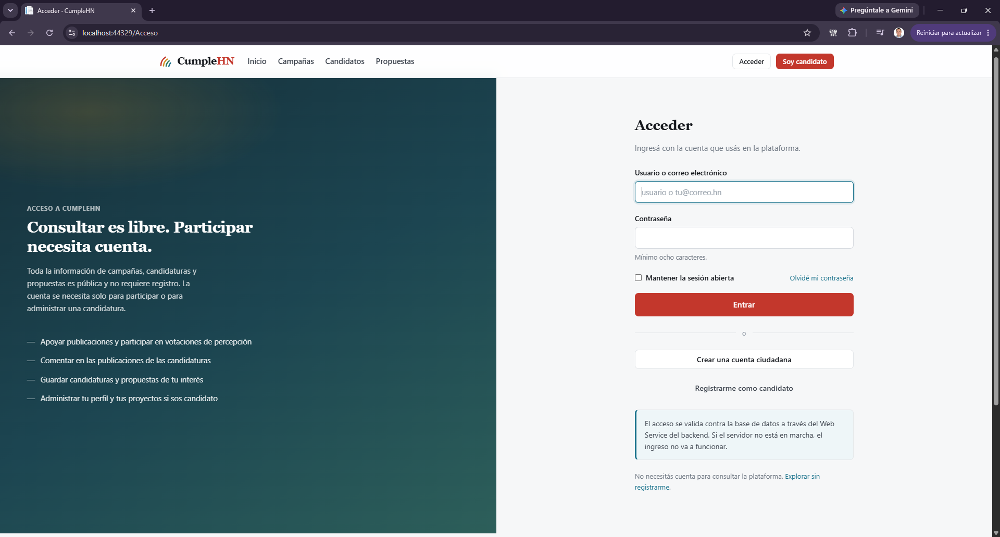 Acceder · CumpleHN
Pregúntale a Gemini
localhost:44329/Acceso
Reiniciar para actualizar
CumpleHN
Inicio
Campañas
Candidatos
Propuestas
Acceder
Soy candidato
ACCESO A CUMPLEHN
Consultar es libre. Participar
necesita cuenta.
Toda la información de campañas, candidaturas y
propuestas es pública y no requiere registro. La
cuenta se necesita solo para participar o para
administrar una candidatura.
— Apoyar publicaciones y participar en votaciones de percepción
— Comentar en las publicaciones de las candidaturas
— Guardar candidaturas y propuestas de tu interés
— Administrar tu perfil y tus proyectos si sos candidato
Acceder
Ingresá con la cuenta que usás en la plataforma.
Usuario o correo electrónico
usuario o tu@correo.hn
Contraseña
Mínimo ocho caracteres.
Mantener la sesión abierta
Olvidé mi contraseña
Entrar
o
Crear una cuenta ciudadana
Registrarme como candidato
El acceso se valida contra la base de datos a través del Web
Service del backend. Si el servidor no está en marcha, el
ingreso no va a funcionar.
No necesitás cuenta para consultar la plataforma. Explorar sin
registrarme.